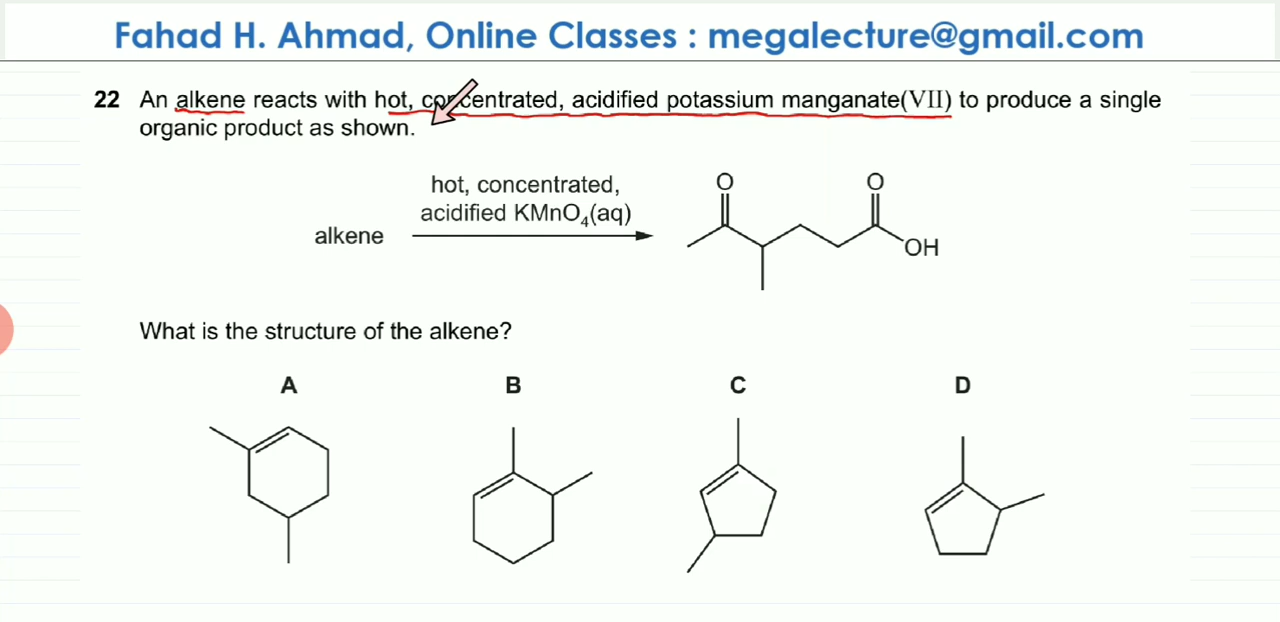 Fahad H. Ahmad, Online Classes : megalecture@gmail.com
22 An alkene reacts with hot, concentrated, acidified potassium manganate(VII) to produce a single
organic product as shown.
hot, concentrated,
acidified KMnO₄(aq)
alkene
O O
OH
What is the structure of the alkene?
A B C D